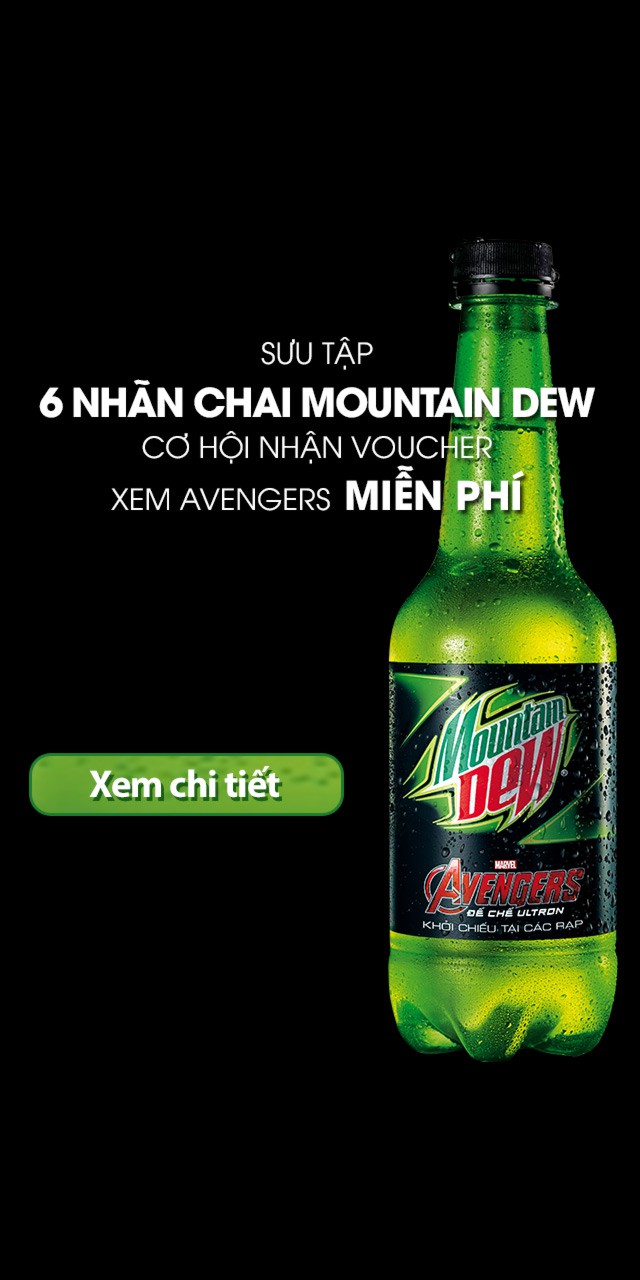 SƯU TẬP
6 NHÃN CHAI MOUNTAIN DEW
CƠ HỘI NHẬN VOUCHER
XEM AVENGERS MIỄN PHÍ
Xem chi tiết
Mountain
Dew®
MARVEL
AVENGERS
ĐẾ CHẾ ULTRON
KHỞI CHIẾU TẠI CÁC RẠP